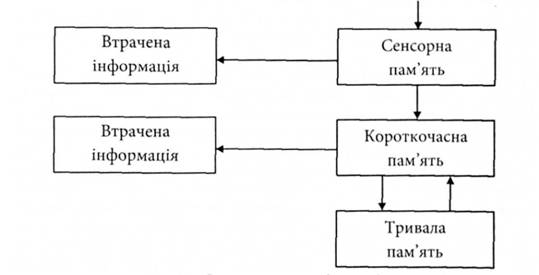 Втрачена
інформація
Сенсорна
пам’ять
Втрачена
інформація
Короткочасна
пам’ять
Тривала
пам’ять